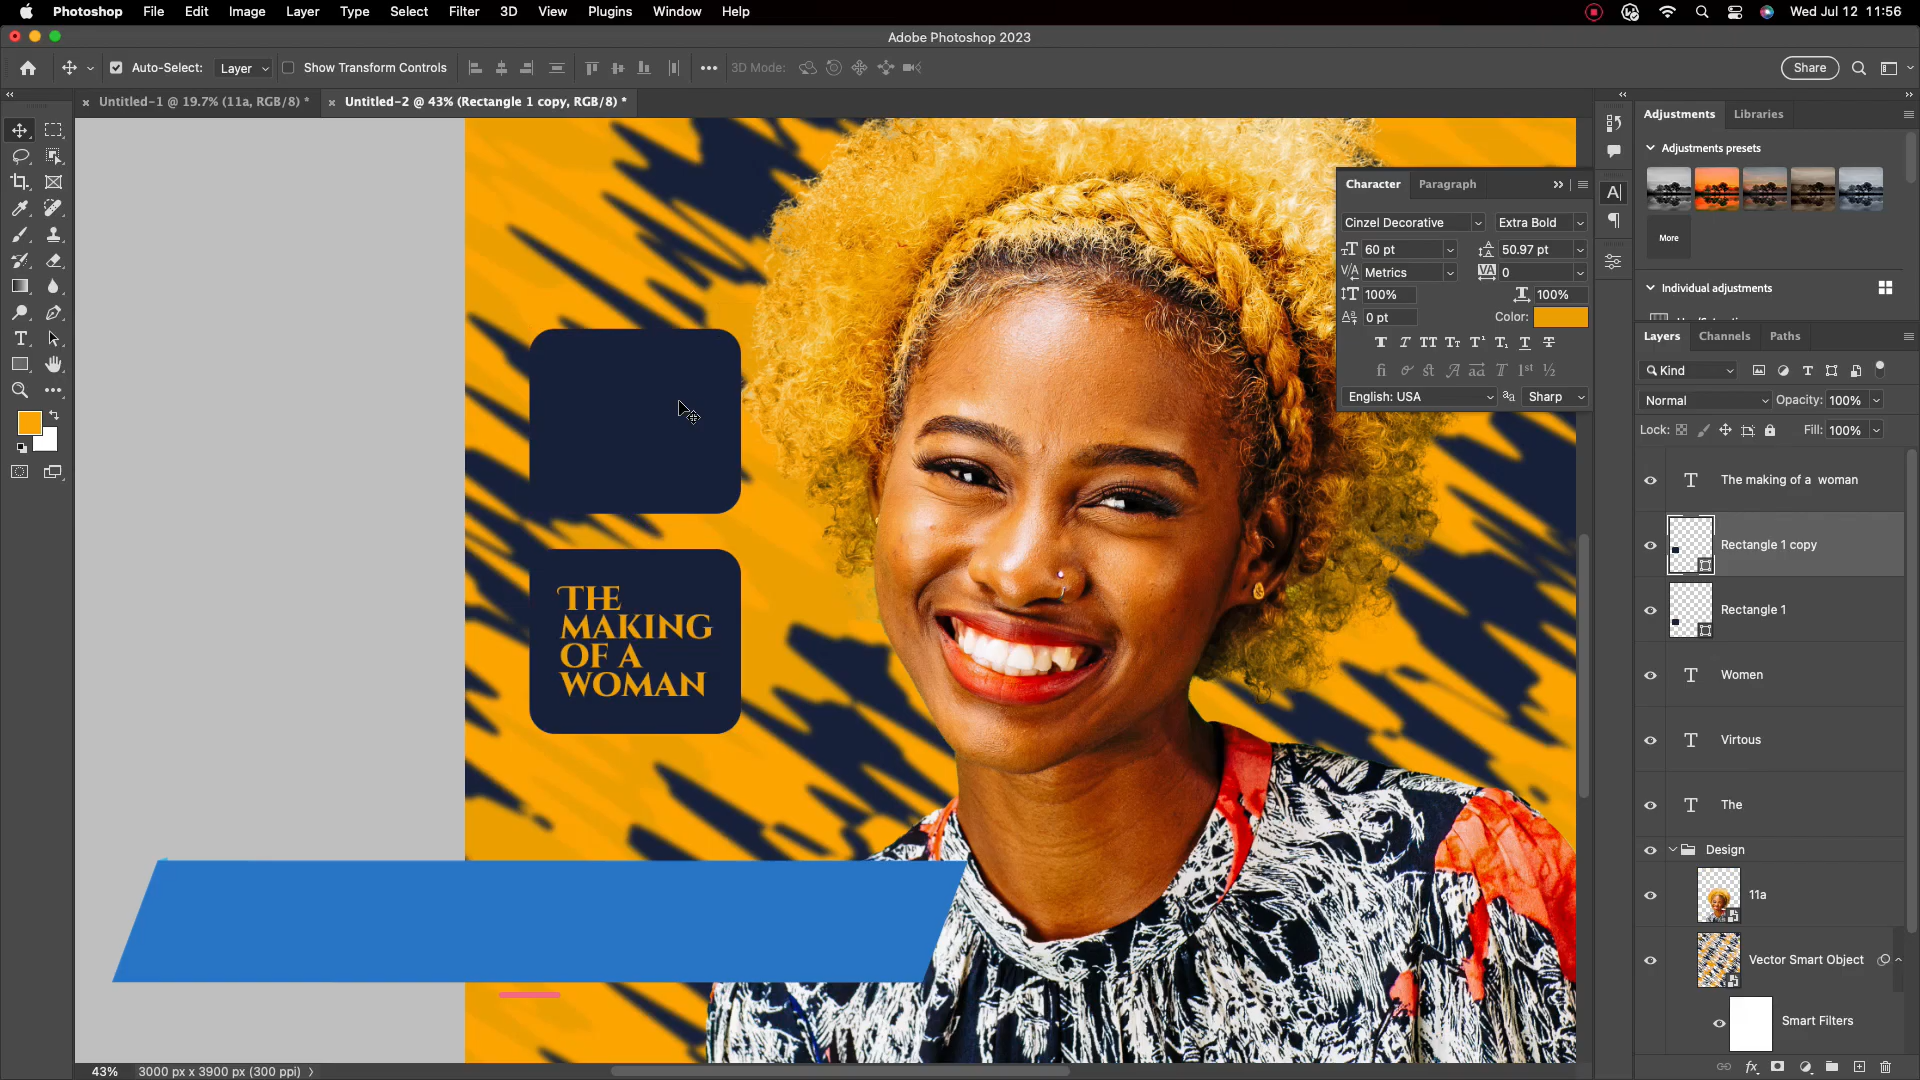 Photoshop File Edit Image Layer Type Select Filter 3D View Plugins Window Help Wed Jul 12 11:56
Adobe Photoshop 2023
Auto-Select: Layer Show Transform Controls 3D Mode: Share
Untitled-1 @ 19.7% (11a, RGB/8) * Untitled-2 @ 43% (Rectangle 1 copy, RGB/8) *
Adjustments Libraries
Adjustments presets
More
Individual adjustments
Character Paragraph
Cinzel Decorative Extra Bold
60 pt 50.97 pt
Metrics 0
100% 100%
0 pt Color:
English: USA Sharp
Layers Channels Paths
Kind
Normal Opacity: 100%
Lock: Fill: 100%
The making of a woman
Rectangle 1 copy
Rectangle 1
Women
Virtous
The
Design
11a
Vector Smart Object
Smart Filters
THE
MAKING
OF A
WOMAN
43% 3000 px x 3900 px (300 ppi)